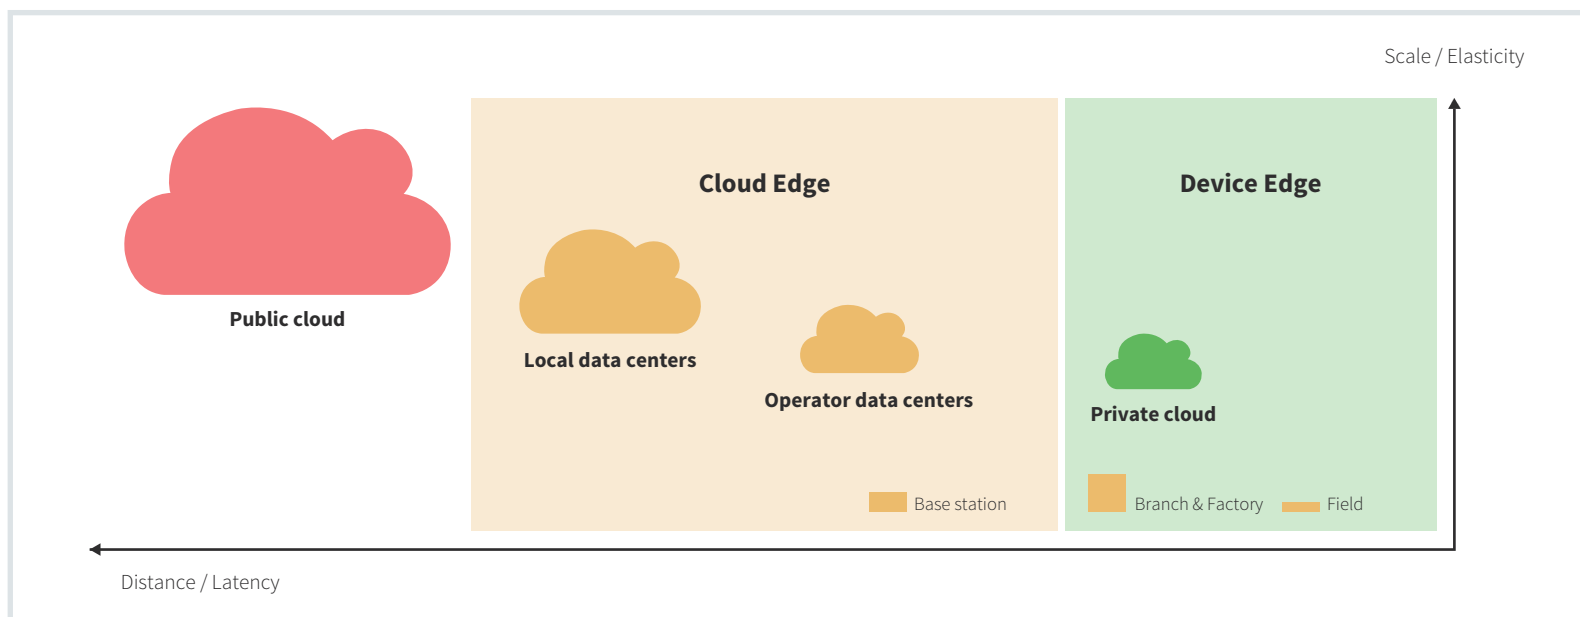 Scale / Elasticity
Cloud Edge
Device Edge
Public cloud
Local data centers
Operator data centers
Private cloud
Base station
Branch & Factory
Field
Distance / Latency